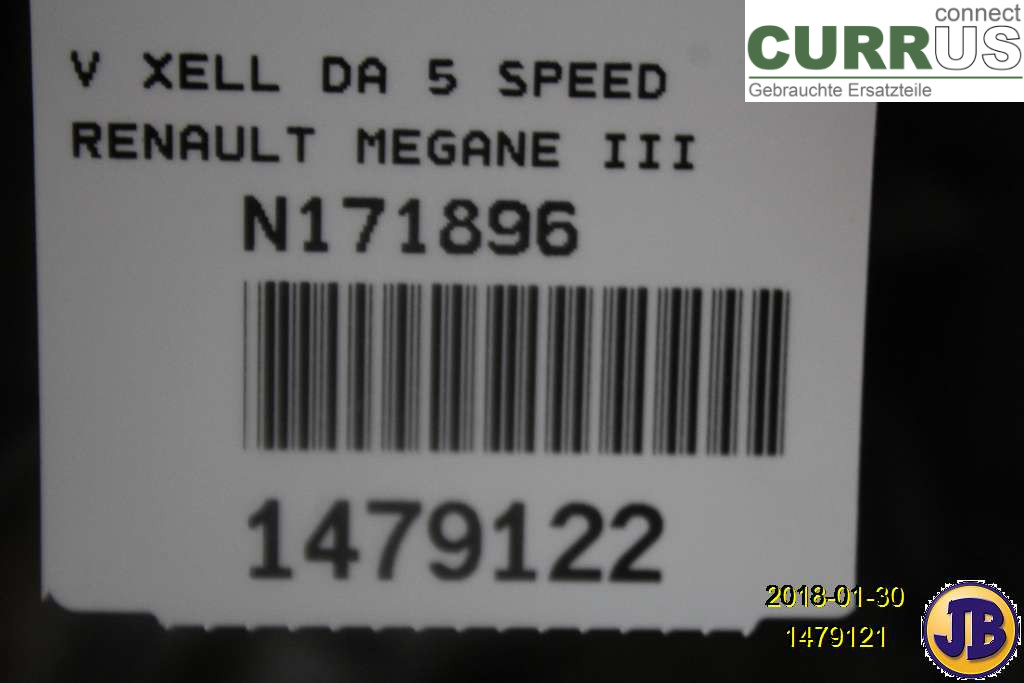 connect
CURRUS
Gebrauchte Ersatzteile
V XELL DA 5 SPEED
RENAULT MEGANE III
N171896
1479122
2018-01-30
1479121
JB